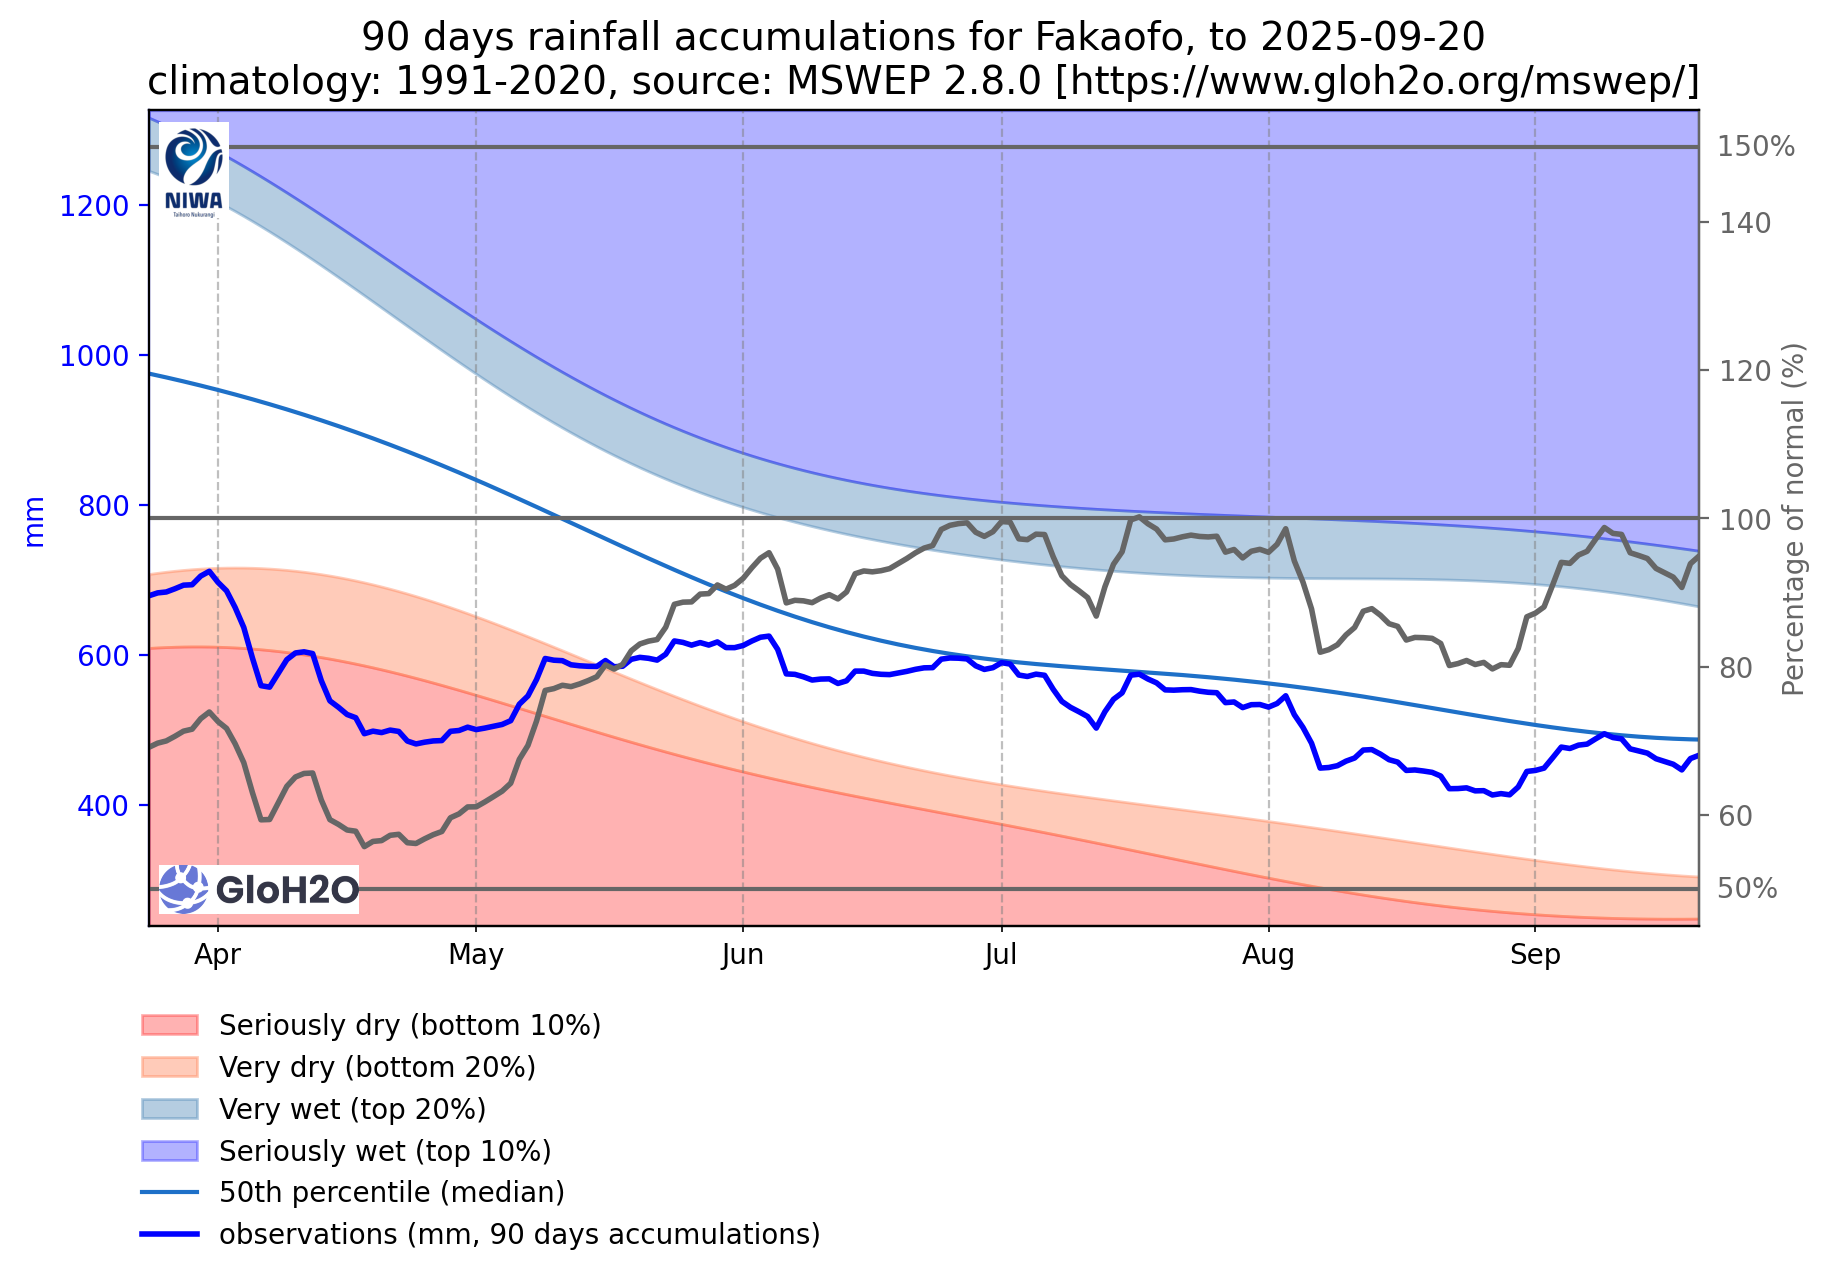 90 days rainfall accumulations for Fakaofo, to 2025-09-20
climatology: 1991-2020, source: MSWEP 2.8.0 [https://www.gloh2o.org/mswep/]
NIWA
Taihoro Nukurangi
1200
1000
800
600
400
mm
150%
140
120
100
80
60
50%
Percentage of normal (%)
GloH2O
Apr
May
Jun
Jul
Aug
Sep
Seriously dry (bottom 10%)
Very dry (bottom 20%)
Very wet (top 20%)
Seriously wet (top 10%)
50th percentile (median)
observations (mm, 90 days accumulations)